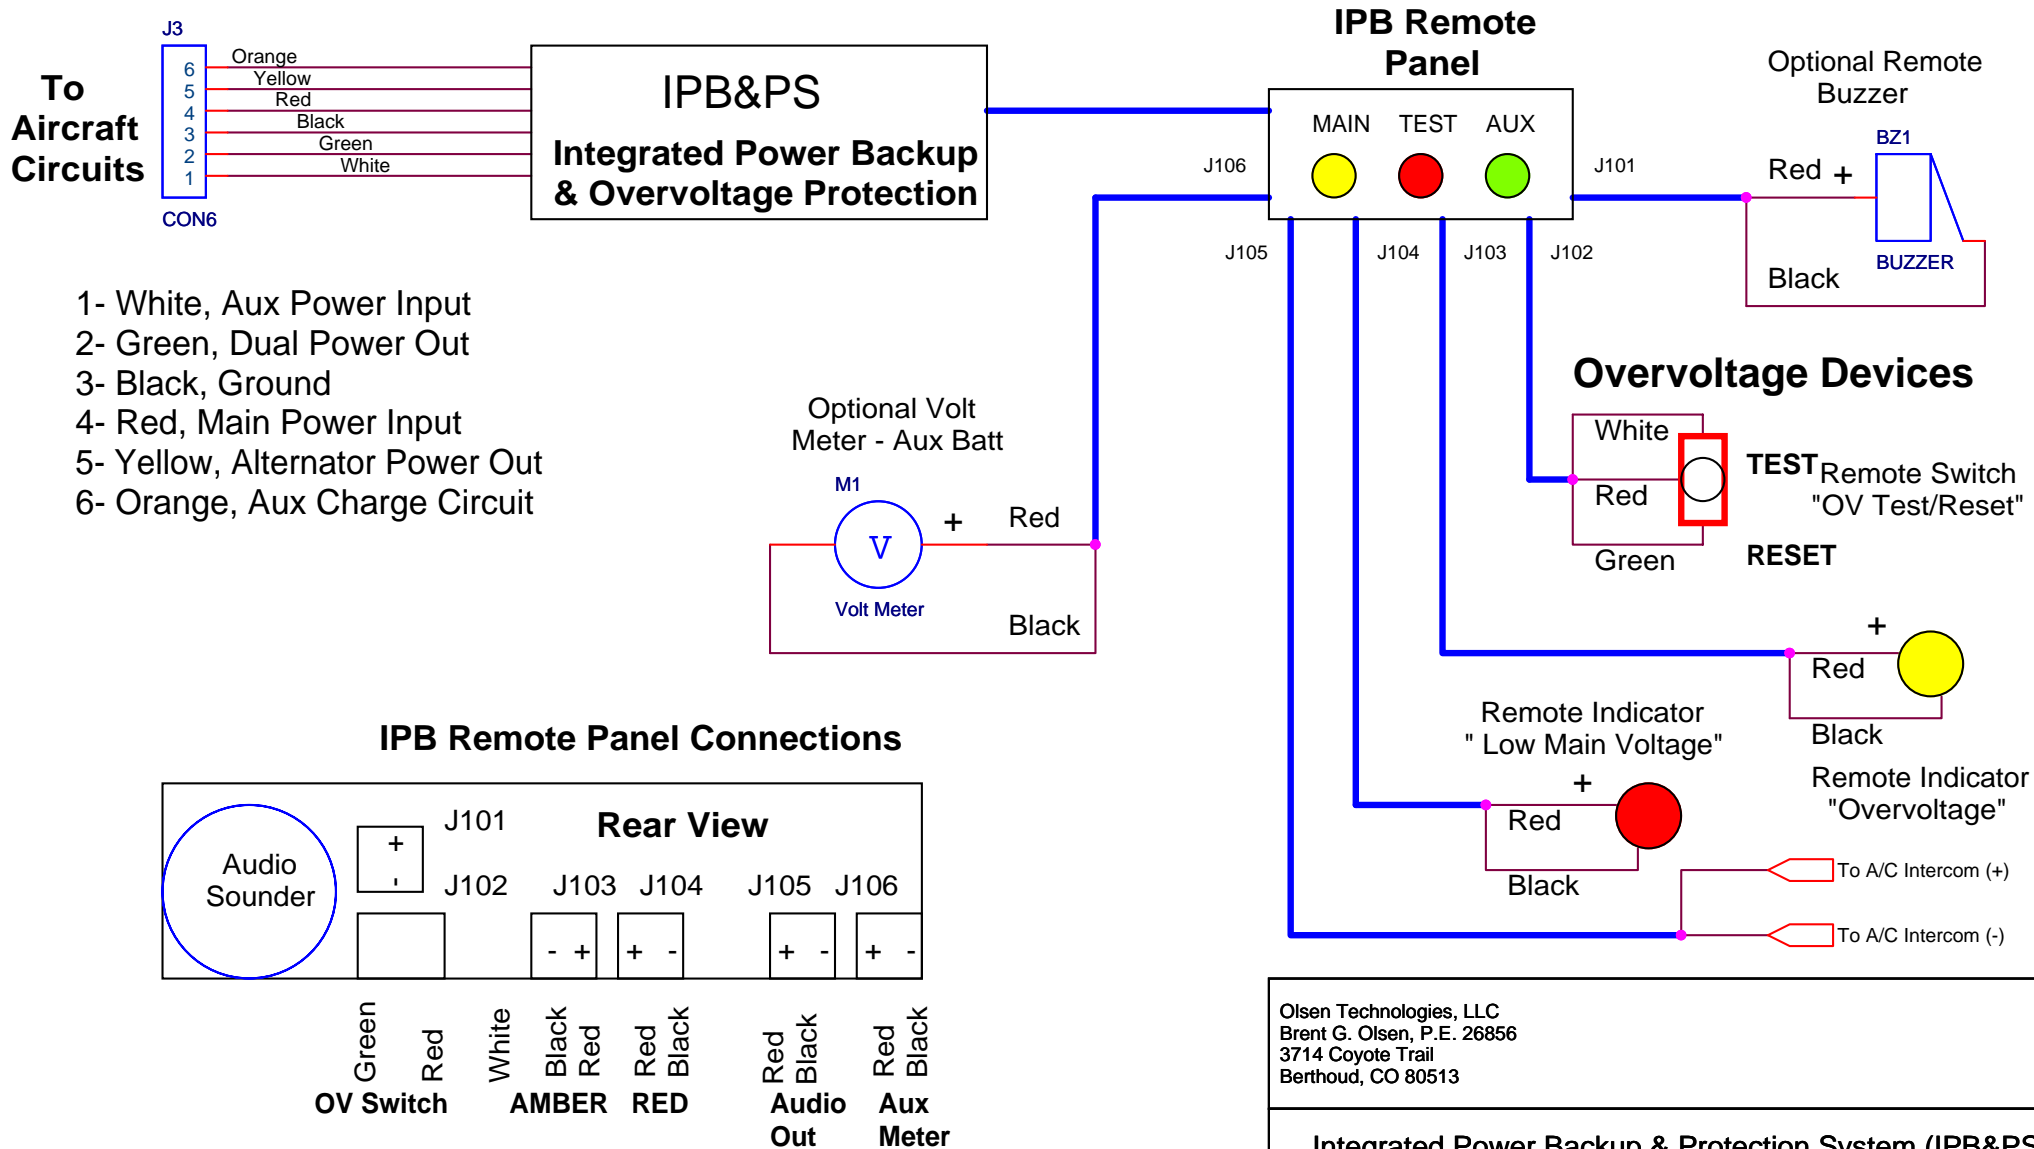 J3
6
5
4
3
2
1
CON6
To
Aircraft
Circuits
Orange
Yellow
Red
Black
Green
White
IPB&PS
Integrated Power Backup
& Overvoltage Protection
IPB Remote
Panel
MAIN TEST AUX
J106
J101
J105
J104
J103
J102
Optional Remote
Buzzer
BZ1
Red +
BUZZER
Black
1- White, Aux Power Input
2- Green, Dual Power Out
3- Black, Ground
4- Red, Main Power Input
5- Yellow, Alternator Power Out
6- Orange, Aux Charge Circuit
Optional Volt
Meter - Aux Batt
M1
V
+
Red
Volt Meter
Black
Overvoltage Devices
White
Red
Green
TEST
RESET
Remote Switch
"OV Test/Reset"
+
Red
Black
Remote Indicator
"Overvoltage"
Remote Indicator
" Low Main Voltage"
+
Red
Black
To A/C Intercom (+)
To A/C Intercom (-)
IPB Remote Panel Connections
Rear View
Audio
Sounder
J101
+
-
J102
J103
J104
J105
J106
- +
+ -
+ -
+ -
Green
Red
White
Black
Red
Red
Black
Red
Black
Red
Black
OV Switch
AMBER
RED
Audio
Out
Aux
Meter
Olsen Technologies, LLC
Brent G. Olsen, P.E. 26856
3714 Coyote Trail
Berthoud, CO 80513
Integrated Power Backup & Protection System (IPB&PS